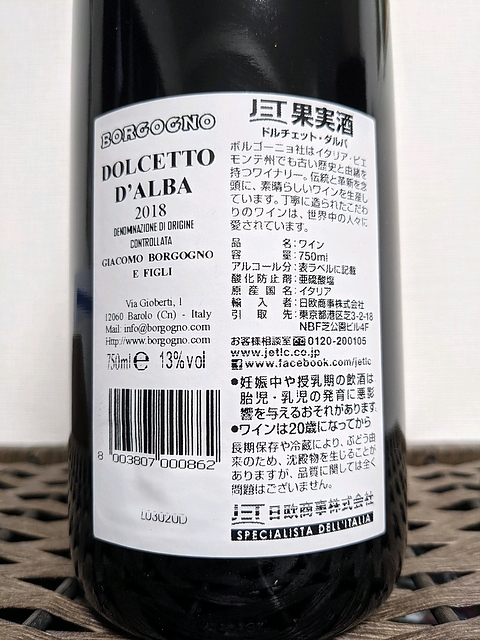 BORGOGNO
DOLCETTO
D'ALBA
2018
DENOMINAZIONE DI ORIGINE
CONTROLLATA
GIACOMO BORGOGNO
E FIGLI
Via Gioberti, 1
12060 Barolo (Cn) - Italy
Mail: info@borgogno.com
Http://www.borgogno.com
750ml e 13%vol
8 003807 000862
L03020D
JET 果実酒
ドルチェット・ダルバ
ボルゴーニョ社はイタリア・ピエ
モンテ州でも古い歴史と由緒を
持つワイナリー。伝統と革新を念
頭に、素晴らしいワインを生産し
ています。丁寧に造られたこだわ
りのワインは、世界中の人々に
愛されています。
品名：ワイン
容量：750ml
アルコール分：表ラベルに記載
酸化防止剤：亜硫酸塩
原産国名：イタリア
輸入者：日欧商事株式会社
引取先：東京都港区芝3-2-18
NBF芝公園ビル4F
お客様相談室 0120-200105
www.jetlc.co.jp
www.facebook.com/jetlc
●妊娠中や授乳期の飲酒は
胎児・乳児の発育に悪影
響を与えるおそれがあります。
●ワインは20歳になってから
長期保存や冷蔵により、ぶどう由
来のため、沈殿物を生じることが
ありますが、品質に関しては全く
問題はございません。
JET 日欧商事株式会社
SPECIALISTA DELL'ITALIA